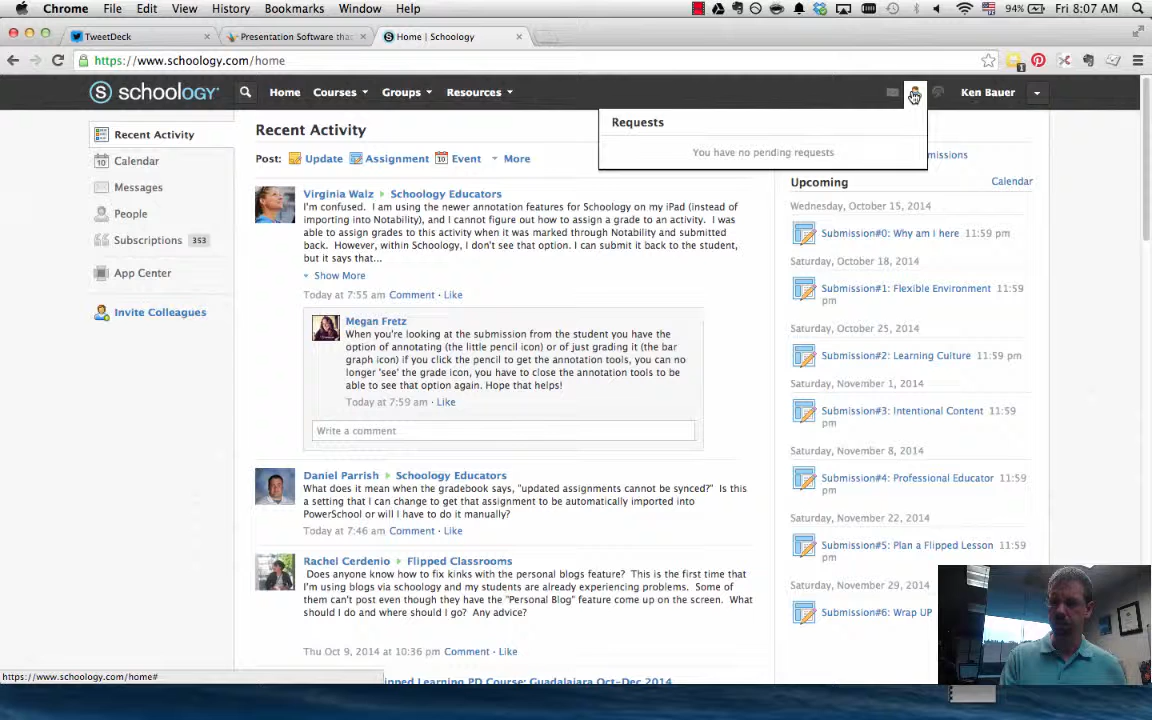 Chrome File Edit View History Bookmarks Window Help 94% Fri 8:07 AM
TweetDeck
Presentation Software tha
Home | Schoology
https://www.schoology.com/home
1
S schoology
Home
Courses
Groups
Resources
Ken Bauer
Requests
You have no pending requests
Recent Activity
10 Calendar
Messages
People
Subscriptions 353
App Center
Invite Colleagues
Recent Activity
Post: Update Assignment 10 Event More
Virginia Walz Schoology Educators
I'm confused. I am using the newer annotation features for Schoology on my iPad (instead of
importing into Notability), and I cannot figure out how to assign a grade to an activity. I was
able to assign grades to this activity when it was marked through Notability and submitted
back. However, within Schoology, I don't see that option. I can submit it back to the student,
but it says that...
Show More
Today at 7:55 am Comment · Like
Megan Fretz
When you're looking at the submission from the student you have the
option of annotating (the little pencil icon) or of just grading it (the bar
graph icon) if you click the pencil to get the annotation tools, you can no
longer 'see' the grade icon, you have to close the annotation tools to be
able to see that option again. Hope that helps!
Today at 7:59 am · Like
Write a comment
Daniel Parrish Schoology Educators
What does it mean when the gradebook says, "updated assignments cannot be synced?" Is this
a setting that I can change to get that assignment to be automatically imported into
PowerSchool or will I have to do it manually?
Today at 7:46 am Comment · Like
Rachel Cerdenio Flipped Classrooms
Does anyone know how to fix kinks with the personal blogs feature? This is the first time that
I'm using blogs via schoology and my students are already experiencing problems. Some of
them can't post even though they have the "Personal Blog" feature come up on the screen. What
should I do and where should I go? Any advice?
Thu Oct 9, 2014 at 10:36 pm Comment · Like
ipped Learning PD Course: Guadalajara Oct-Dec 2014
missions
Upcoming Calendar
Wednesday, October 15, 2014
Submission#0: Why am I here 11:59 pm
Saturday, October 18, 2014
Submission#1: Flexible Environment 11:59
pm
Saturday, October 25, 2014
Submission#2: Learning Culture 11:59 pm
Saturday, November 1, 2014
Submission#3: Intentional Content 11:59
pm
Saturday, November 8, 2014
Submission#4: Professional Educator 11:59
pm
Saturday, November 22, 2014
Submission#5: Plan a Flipped Lesson 11:59
pm
Saturday, November 29, 2014
Submission#6: Wrap UP
https://www.schoology.com/home#